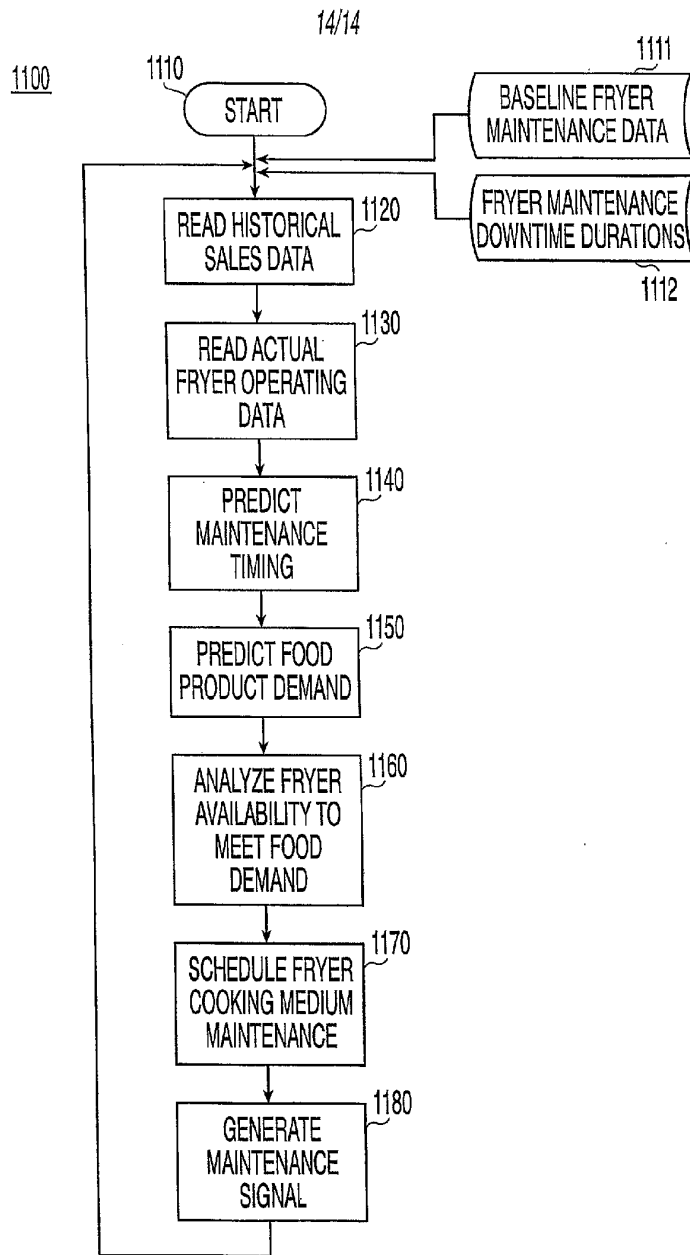 14/14
1100
1110
START
1111
BASELINE FRYER
MAINTENANCE DATA
FRYER MAINTENANCE
DOWNTIME DURATIONS
1112
1120
READ HISTORICAL
SALES DATA
1130
READ ACTUAL
FRYER OPERATING
DATA
1140
PREDICT
MAINTENANCE
TIMING
1150
PREDICT FOOD
PRODUCT DEMAND
1160
ANALYZE FRYER
AVAILABILITY TO
MEET FOOD
DEMAND
1170
SCHEDULE FRYER
COOKING MEDIUM
MAINTENANCE
1180
GENERATE
MAINTENANCE
SIGNAL